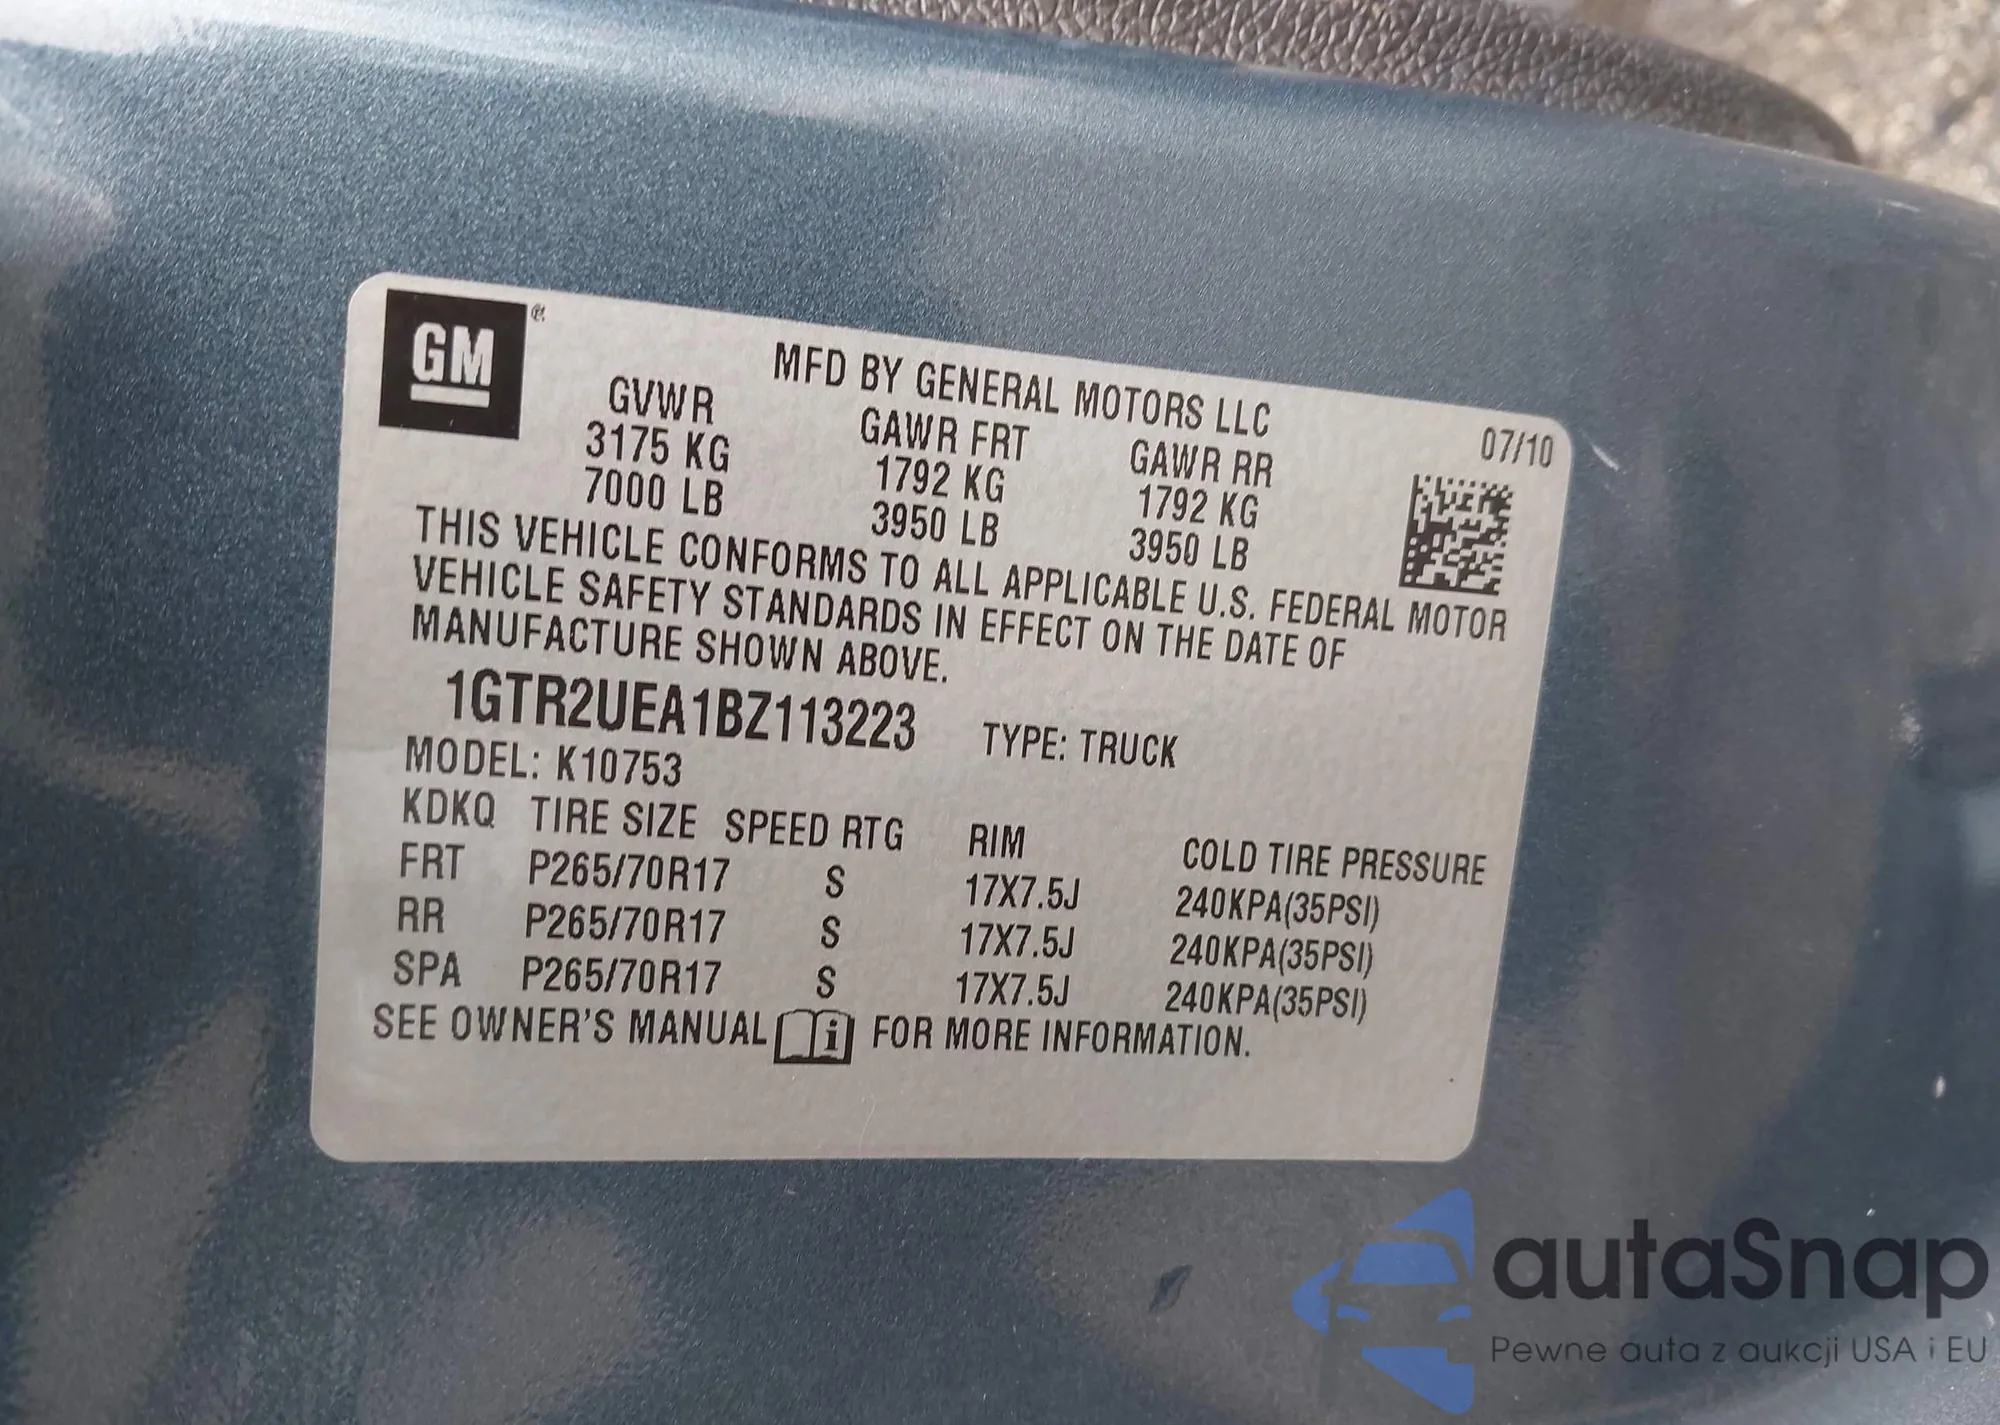 GM
MFD BY GENERAL MOTORS LLC
07/10
GVWR GAWR FRT GAWR RR
3175 KG 1792 KG 1792 KG
7000 LB 3950 LB 3950 LB
THIS VEHICLE CONFORMS TO ALL APPLICABLE U.S. FEDERAL MOTOR
VEHICLE SAFETY STANDARDS IN EFFECT ON THE DATE OF
MANUFACTURE SHOWN ABOVE.
1GTR2UEA1BZ113223 TYPE: TRUCK
MODEL: K10753
KDKQ TIRE SIZE SPEED RTG RIM COLD TIRE PRESSURE
FRT P265/70R17 S 17X7.5J 240KPA(35PSI)
RR P265/70R17 S 17X7.5J 240KPA(35PSI)
SPA P265/70R17 S 17X7.5J 240KPA(35PSI)
SEE OWNER'S MANUAL i FOR MORE INFORMATION.
autaSnap
Pewne auta z aukcji USA i EU